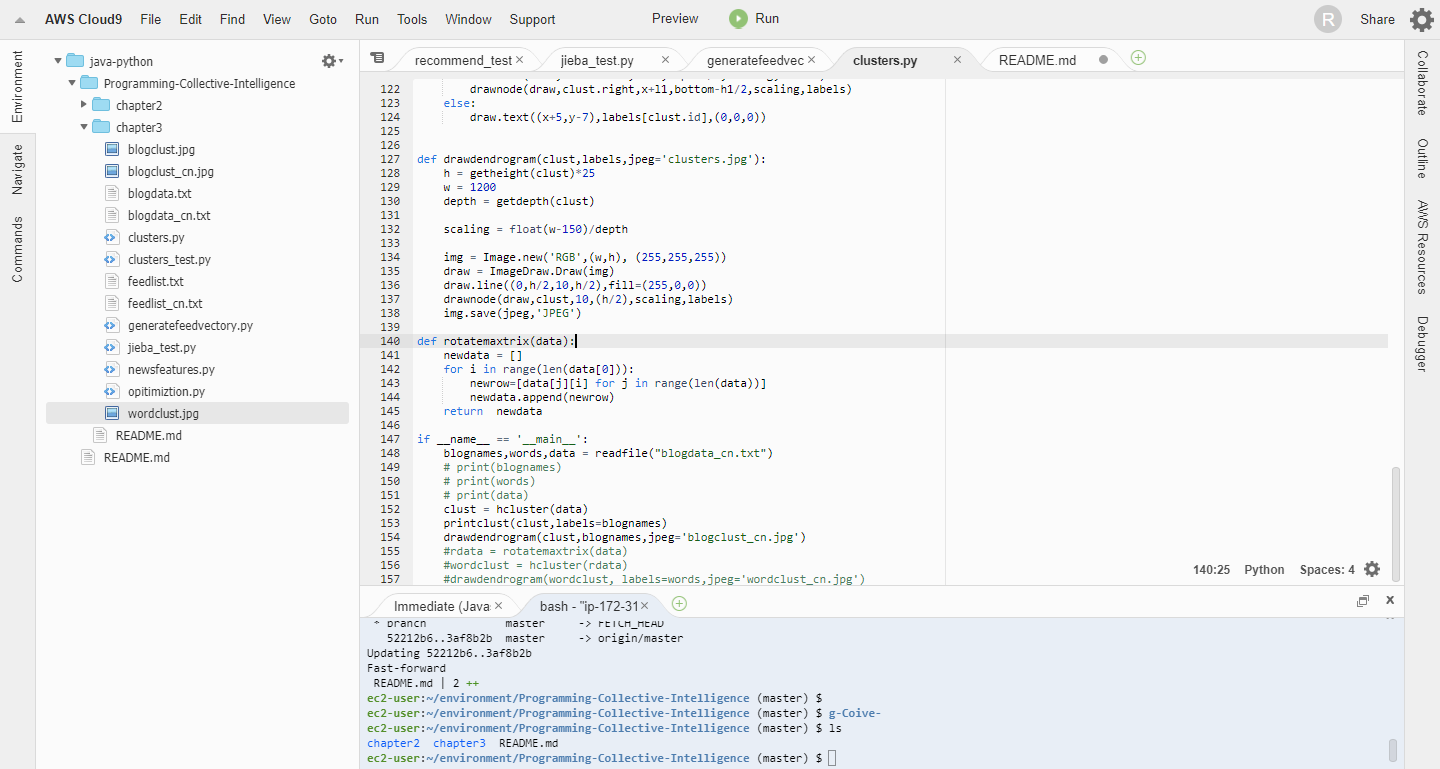 AWS Cloud9 File Edit Find View Goto Run Tools Window Support Preview Run R Share
Environment
Navigate
Commands
java-python
Programming-Collective-Intelligence
chapter2
chapter3
blogclust.jpg
blogclust_cn.jpg
blogdata.txt
blogdata_cn.txt
clusters.py
clusters_test.py
feedlist.txt
feedlist_cn.txt
generatefeedvectory.py
jieba_test.py
newsfeatures.py
opitimiztion.py
wordclust.jpg
README.md
README.md
recommend_test jieba_test.py generatefeedvec clusters.py README.md
122 drawnode(draw,clust.right,x+l1,bottom-h1/2,scaling,labels)
123 else:
124 draw.text((x+5,y-7),labels[clust.id],(0,0,0))
125
126
127 def drawdendrogram(clust,labels,jpeg='clusters.jpg'):
128 h = getheight(clust)*25
129 w = 1200
130 depth = getdepth(clust)
131
132 scaling = float(w-150)/depth
133
134 img = Image.new('RGB',(w,h), (255,255,255))
135 draw = ImageDraw.Draw(img)
136 draw.line((0,h/2,10,h/2),fill=(255,0,0))
137 drawnode(draw,clust,10,(h/2),scaling,labels)
138 img.save(jpeg,'JPEG')
139
140 def rotatemaxtrix(data):
141 newdata = []
142 for i in range(len(data[0])):
143 newrow=[data[j][i] for j in range(len(data))]
144 newdata.append(newrow)
145 return  newdata
146
147 if __name__ == '__main__':
148 blognames,words,data = readfile("blogdata_cn.txt")
149 # print(blognames)
150 # print(words)
151 # print(data)
152 clust = hcluster(data)
153 printclust(clust,labels=blognames)
154 drawdendrogram(clust,blognames,jpeg='blogclust_cn.jpg')
155 #rdata = rotatemaxtrix(data)
156 #wordclust = hcluster(rdata)
157 #drawdendrogram(wordclust, labels=words,jpeg='wordclust_cn.jpg')
140:25 Python Spaces: 4
Immediate (Java bash - "ip-172-31
* branch master -> FETCH_HEAD
52212b6..3af8b2b master -> origin/master
Updating 52212b6..3af8b2b
Fast-forward
README.md | 2 ++
ec2-user:~/environment/Programming-Collective-Intelligence (master) $
ec2-user:~/environment/Programming-Collective-Intelligence (master) $ g-Coive-
ec2-user:~/environment/Programming-Collective-Intelligence (master) $ ls
chapter2 chapter3 README.md
ec2-user:~/environment/Programming-Collective-Intelligence (master) $
Collaborate
Outline
AWS Resources
Debugger